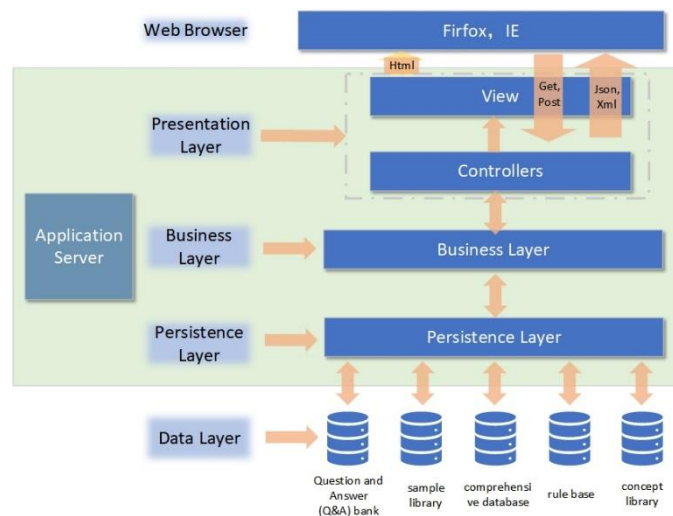 Web Browser
Firfox, IE
Html
Get,
Post
Json,
Xml
View
Presentation
Layer
Controllers
Application
Server
Business
Layer
Business Layer
Persistence
Layer
Persistence Layer
Data Layer
Question and
Answer
(Q&A) bank
sample
library
comprehensi
ve database
rule base
concept
library